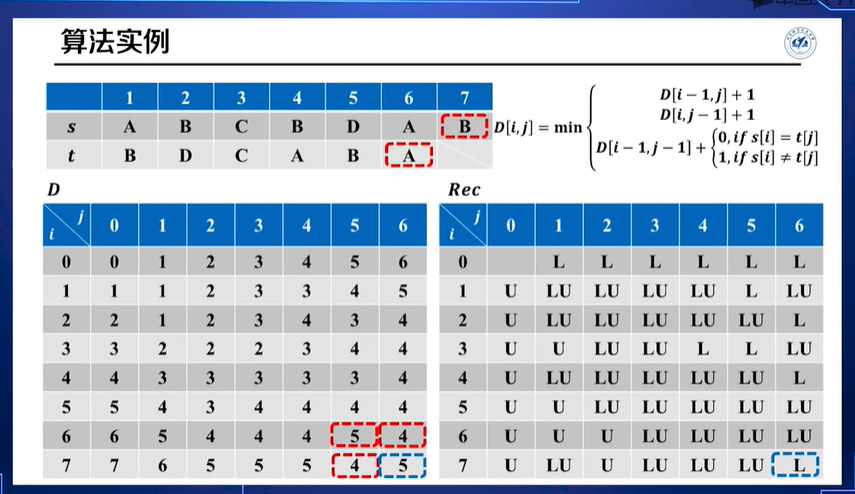 算法实例
1 2 3 4 5 6 7
s A B C B D A B
t B D C A B A
D[i,j] = min
D[i − 1, j] + 1
D[i, j − 1] + 1
D[i − 1, j − 1] + {0, if s[i] = t[j]
1, if s[i] ≠ t[j]
D
i j 0 1 2 3 4 5 6
0 0 1 2 3 4 5 6
1 1 1 2 3 3 4 5
2 2 1 2 3 4 3 4
3 3 2 2 2 3 4 4
4 4 3 3 3 3 3 4
5 5 4 3 4 4 4 4
6 6 5 4 4 4 5 4
7 7 6 5 5 5 4 5
Rec
i j 0 1 2 3 4 5 6
0 L L L L L L
1 U LU LU LU LU L LU
2 U LU LU LU LU LU L
3 U U LU LU L L LU
4 U LU LU LU LU LU L
5 U U LU LU LU LU LU
6 U U U LU LU LU LU
7 U LU U LU LU LU L